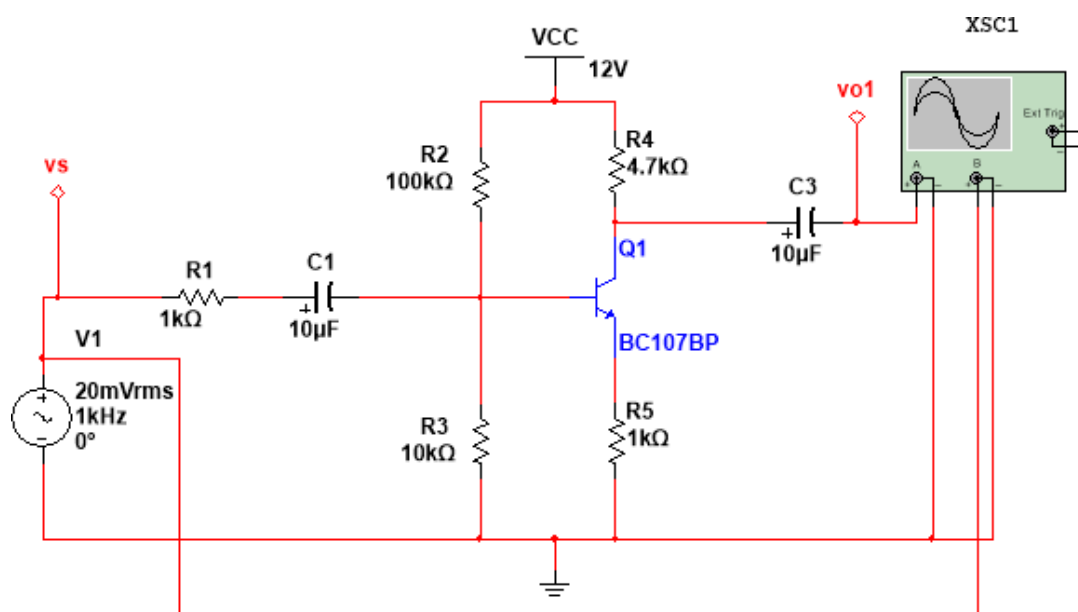 XSC1
VCC
12V
vo1
Ext Trig
+
−
A
B
+ − + −
R2
100kΩ
R4
4.7kΩ
vs
C3
+
10µF
Q1
R1
1kΩ
C1
+
10µF
BC107BP
V1
+
−
20mVrms
1kHz
0°
R3
10kΩ
R5
1kΩ